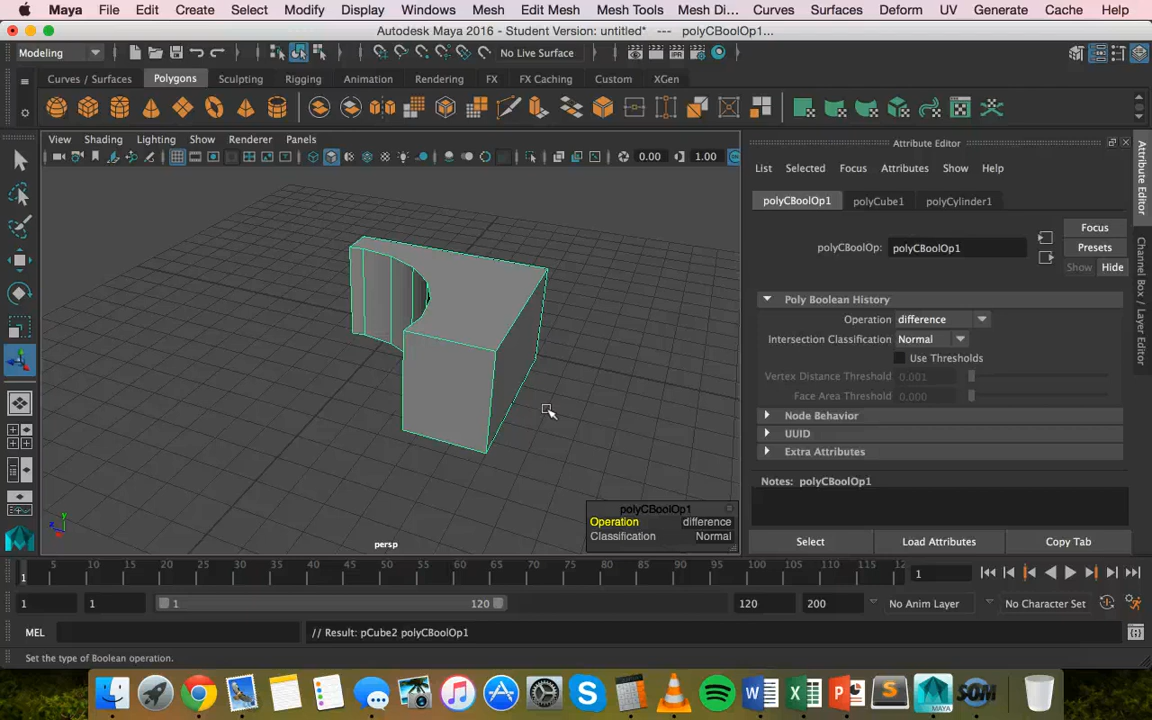 Maya File Edit Create Select Modify Display Windows Mesh Edit Mesh Mesh Tools Mesh Di... Curves Surfaces Deform UV Generate Cache Help
Autodesk Maya 2016 - Student Version: untitled* --- polyCBoolOp1...
Modeling No Live Surface
Curves / Surfaces Polygons Sculpting Rigging Animation Rendering FX FX Caching Custom XGen
View Shading Lighting Show Renderer Panels
0.00 1.00
Attribute Editor
List Selected Focus Attributes Show Help
polyCBoolOp1 polyCube1 polyCylinder1
Focus
polyCBoolOp: polyCBoolOp1 Presets
Show Hide
Poly Boolean History
Operation difference
Intersection Classification Normal
Use Thresholds
Vertex Distance Threshold 0.001
Face Area Threshold 0.000
Node Behavior
UUID
Extra Attributes
Notes: polyCBoolOp1
Select Load Attributes Copy Tab
Attribute Editor
Channel Box / Layer Editor
polyCBoolOp1
Operation difference
Classification Normal
y
z x
persp
1 5 10 15 20 25 30 35 40 45 50 55 60 65 70 75 80 85 90 95 100 105 110 115 12 1
1 1 1 120 120 200 No Anim Layer No Character Set
MEL // Result: pCube2 polyCBoolOp1
Set the type of Boolean operation.